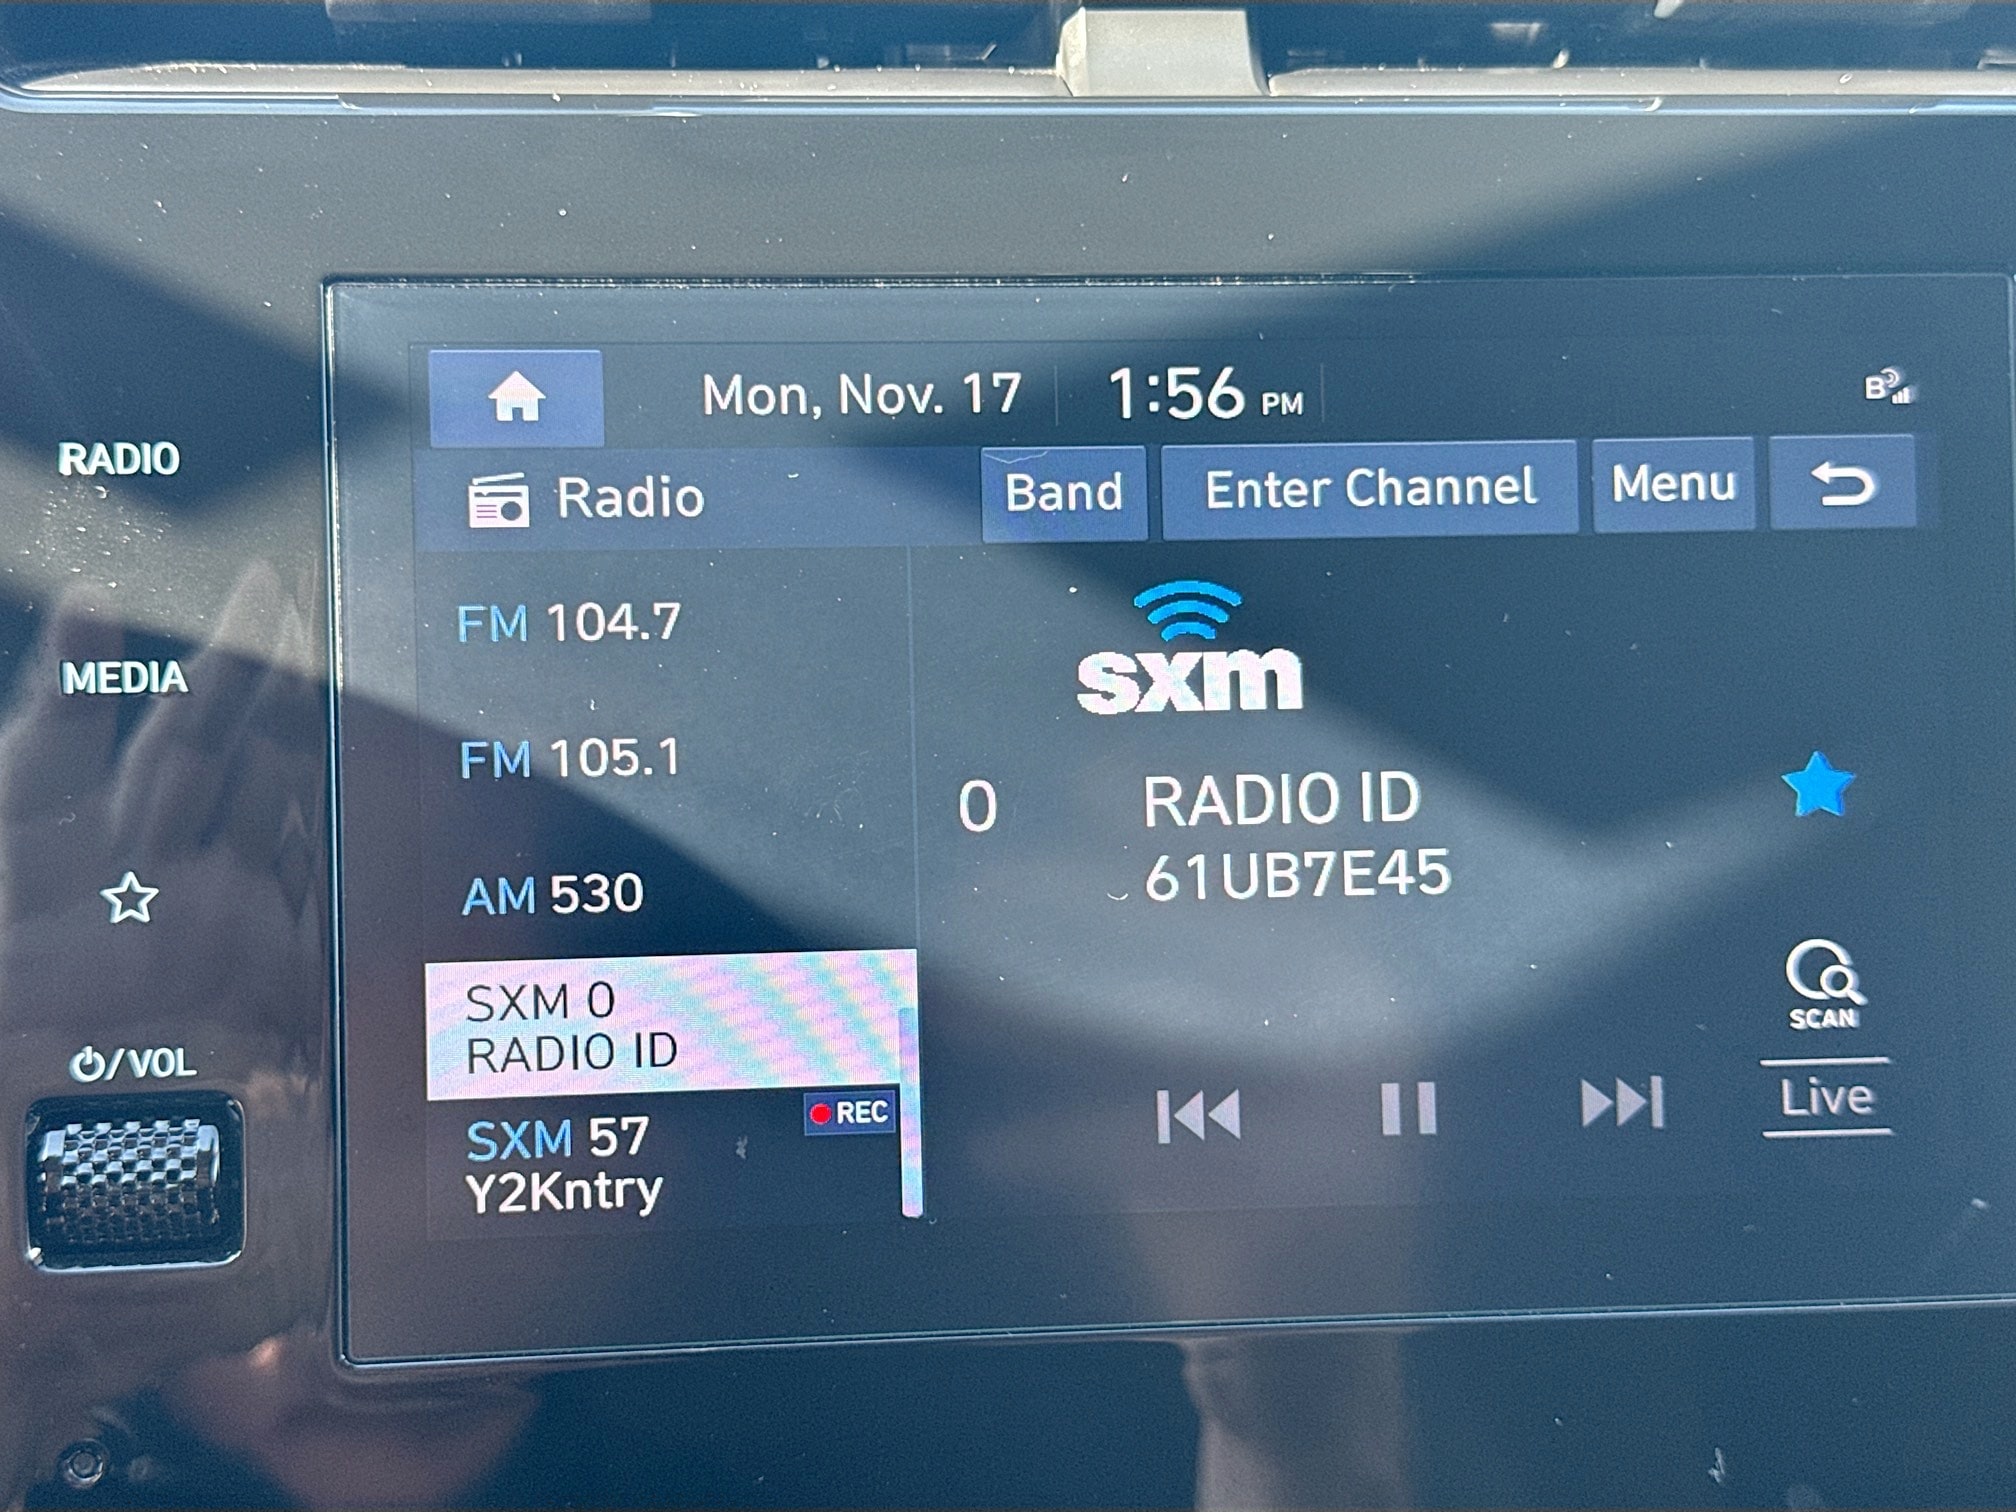 Mon, Nov. 17 1:56 PM
B
RADIO
Radio Band Enter Channel Menu
FM 104.7
sxm
MEDIA
FM 105.1
0 RADIO ID
61UB7E45
AM 530
SXM 0
RADIO ID
SCAN
⏻/VOL
Live
SXM 57 REC
Y2Kntry